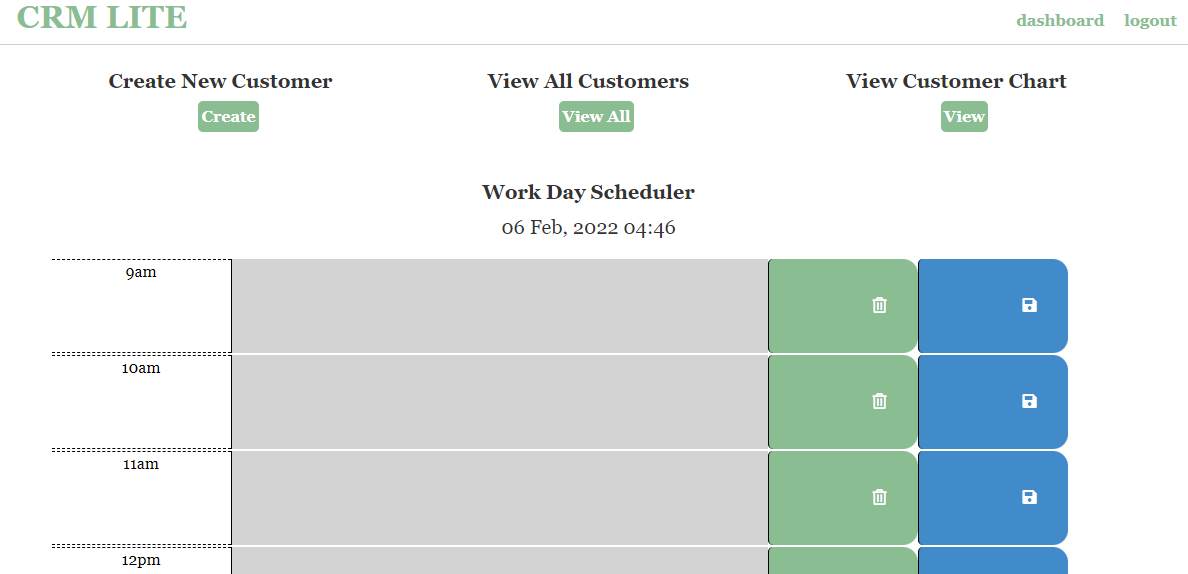 CRM LITE
dashboard logout
Create New Customer View All Customers View Customer Chart
Create View All View
Work Day Scheduler
06 Feb, 2022 04:46
9am
10am
11am
12pm